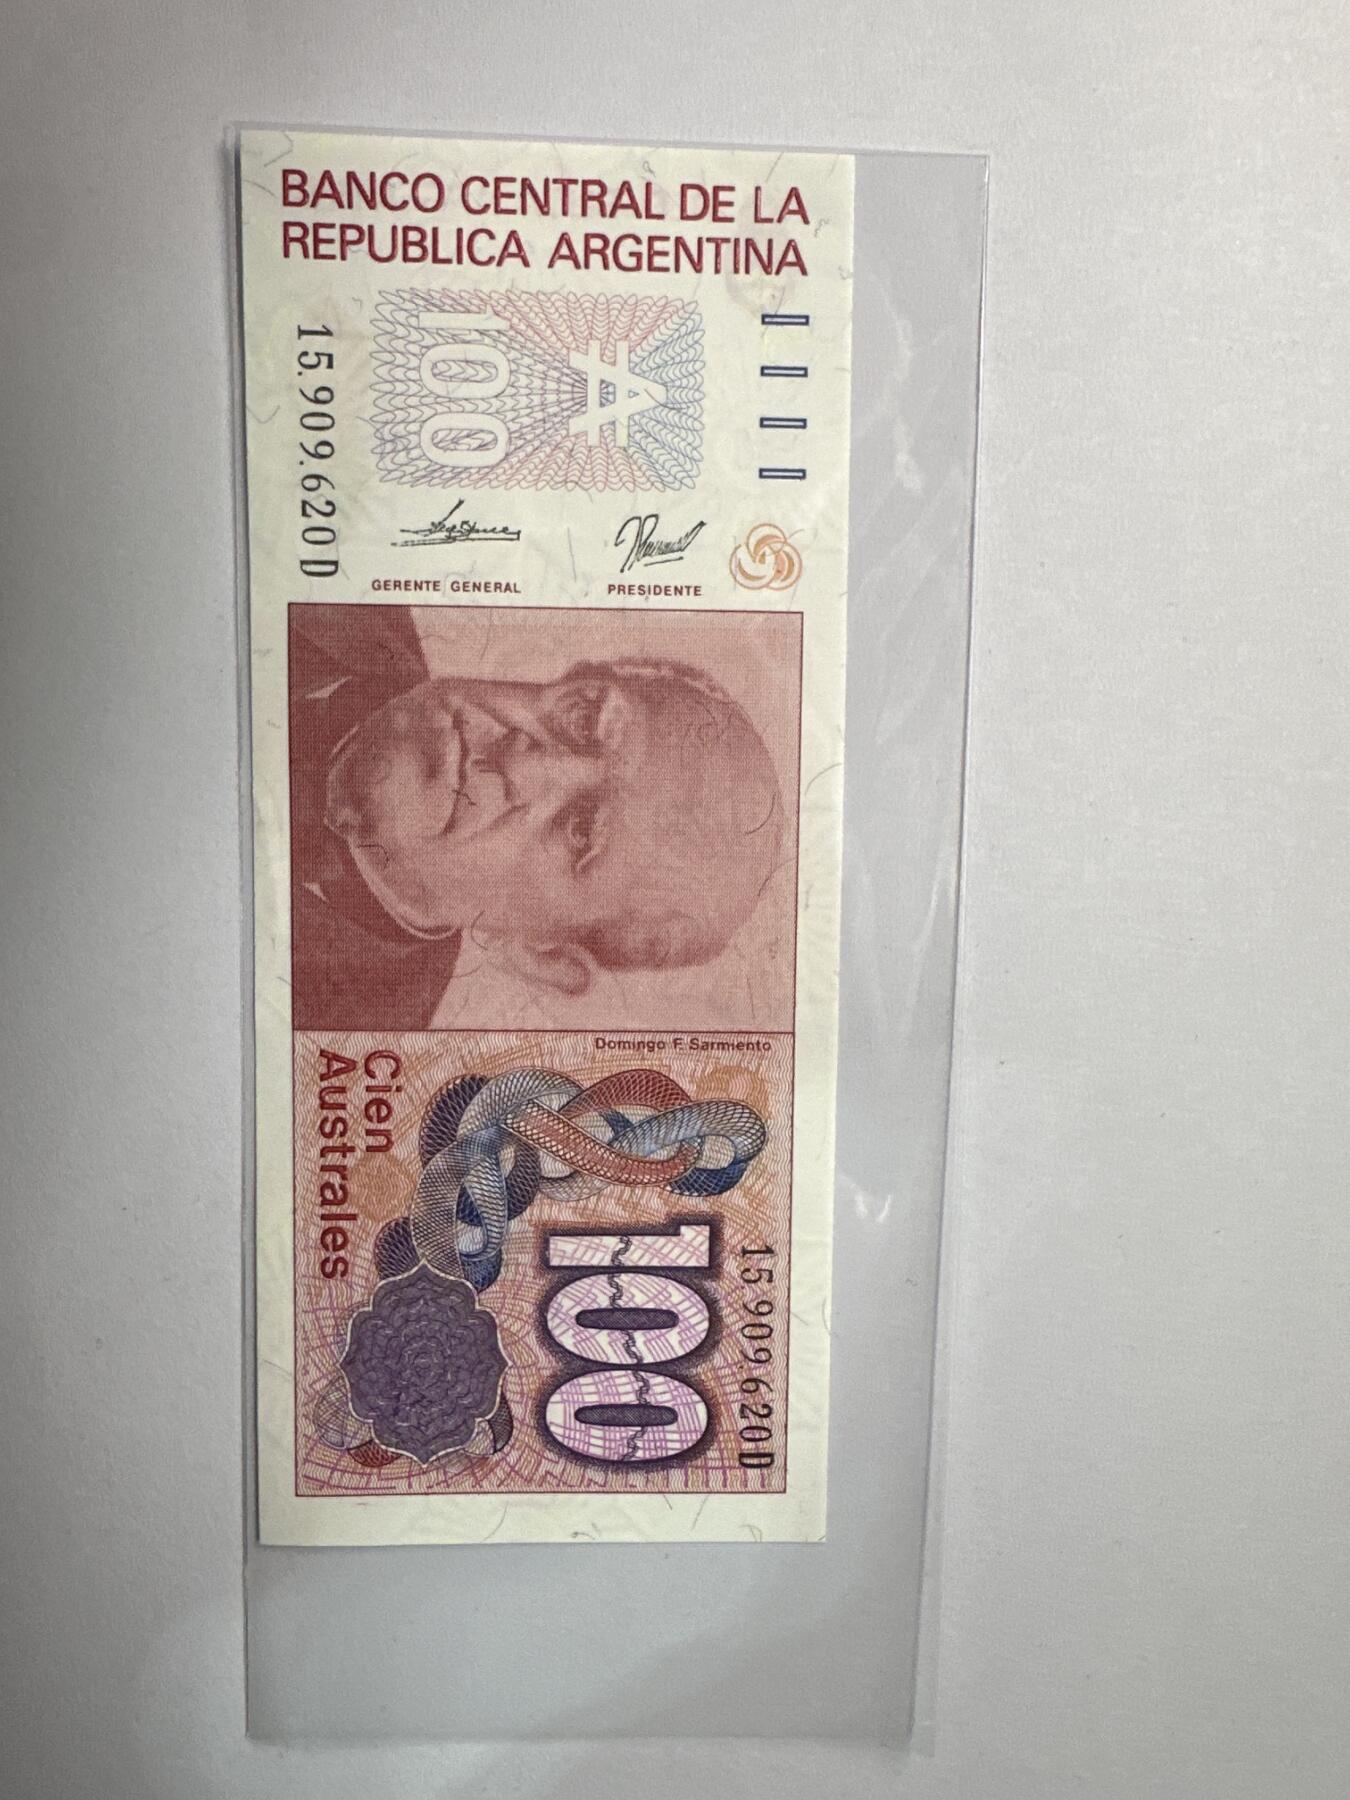 BANCO CENTRAL DE LA
REPUBLICA ARGENTINA
100 ₳
15.909.620 D
GERENTE GENERAL
PRESIDENTE
Domingo F. Sarmiento
Cien
Australes
100
15.909.620D